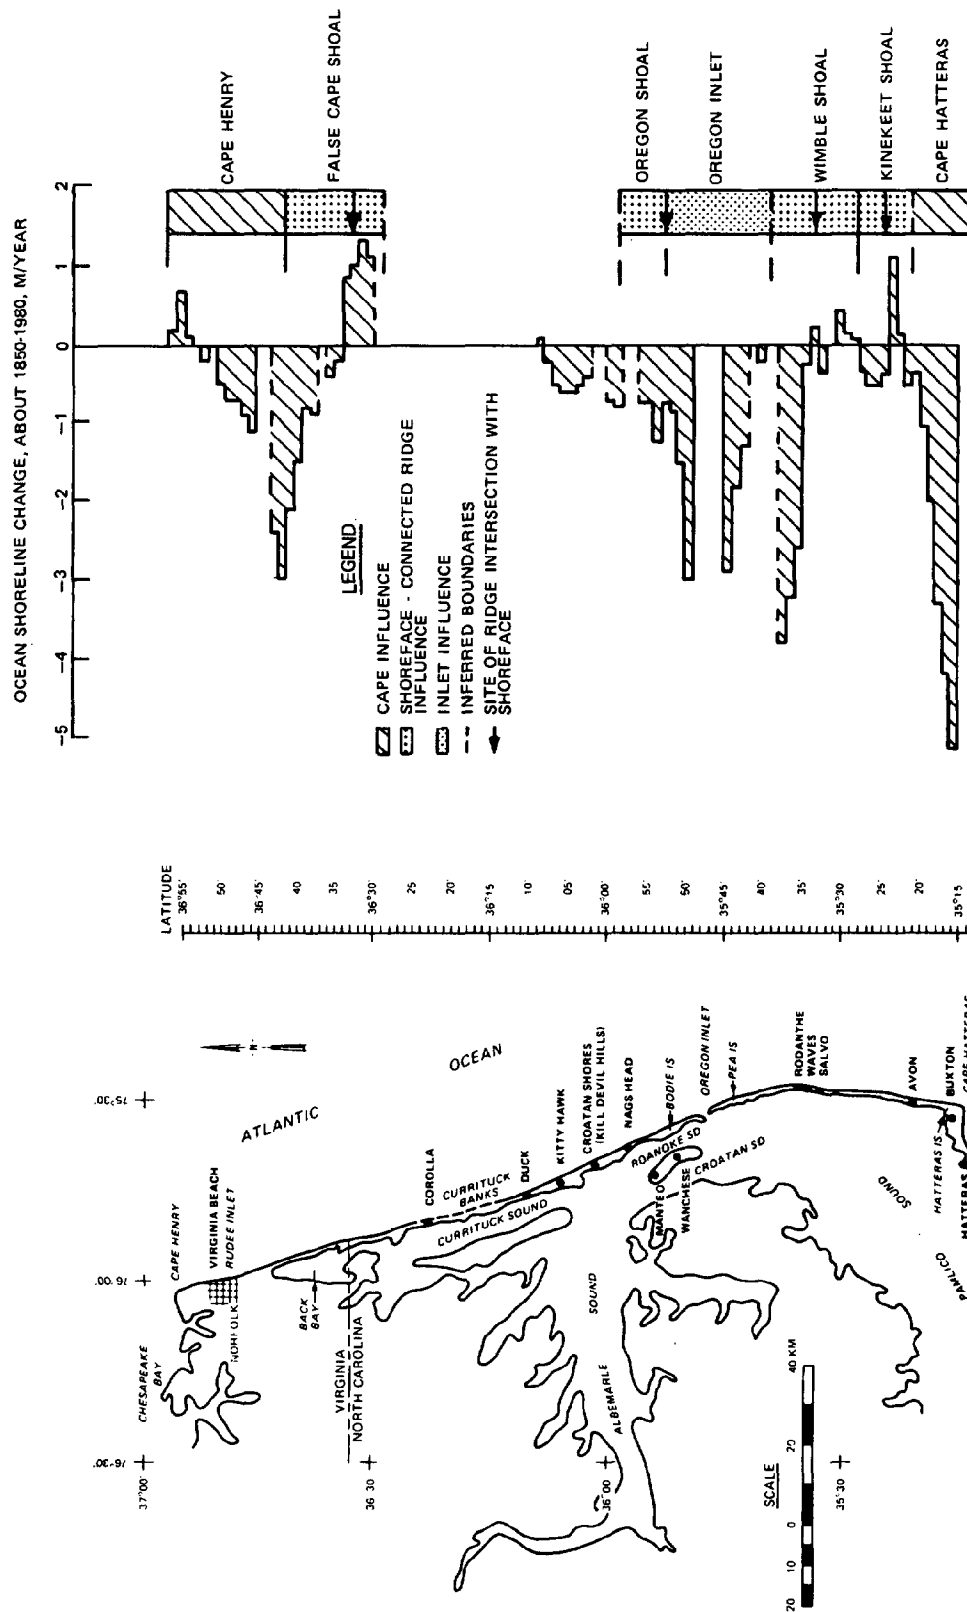 OCEAN SHORELINE CHANGE, ABOUT 1850-1980, M/YEAR
-5
-4
-3
-2
-1
0
1
2
CAPE HENRY
FALSE CAPE SHOAL
OREGON SHOAL
OREGON INLET
WIMBLE SHOAL
KINEKEET SHOAL
CAPE HATTERAS
LEGEND
CAPE INFLUENCE
SHOREFACE - CONNECTED RIDGE
INFLUENCE
INLET INFLUENCE
INFERRED BOUNDARIES
SITE OF RIDGE INTERSECTION WITH
SHOREFACE
LATITUDE
36°55'
50'
36°45'
40
35'
36°30'
25
20'
36°15'
10'
05'
36°00'
55'
50'
35°45'
40'
35'
35°30'
25'
20'
35°15'
75°30'
76°00'
76°30'
37°00'
36 30
36°00'
35°30
N
ATLANTIC
OCEAN
CHESAPEAKE
BAY
CAPE HENRY
VIRGINIA BEACH
RUDEE INLET
NORFOLK
BACK
BAY
VIRGINIA
NORTH CAROLINA
COROLLA
CURRITUCK
BANKS
CURRITUCK SOUND
DUCK
KITTY HAWK
CROATAN SHORES
(KILL DEVIL HILLS)
NAGS HEAD
BODIE IS
ROANOKE SD
OREGON INLET
PEA IS
MANTEO
WANCHESE
CROATAN SD
ALBEMARLE
SOUND
RODANTHE
WAVES
SALVO
AVON
BUXTON
CAPE HATTERAS
HATTERAS IS
HATTERAS
PAMLICO
SOUND
SCALE
20
10
0
20
40 KM